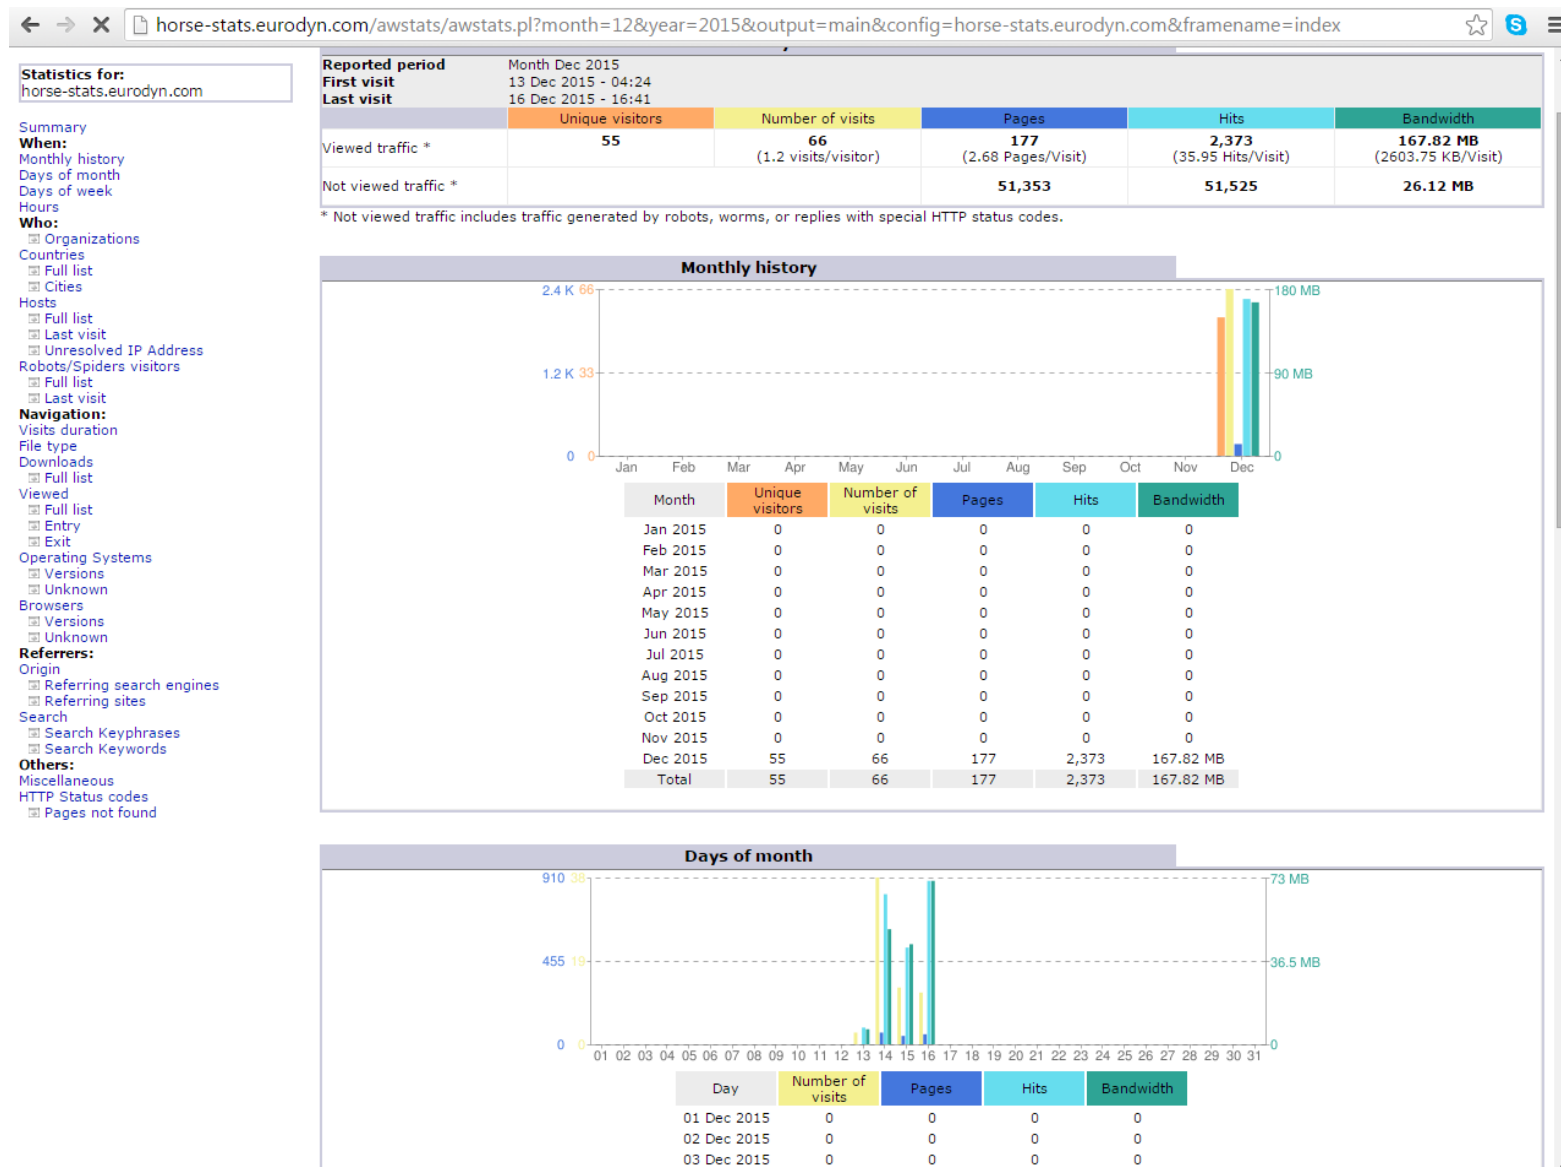 horse-stats.eurodyn.com/awstats/awstats.pl?month=12&year=2015&output=main&config=horse-stats.eurodyn.com&framename=index
Statistics for:
horse-stats.eurodyn.com
Summary
When:
Monthly history
Days of month
Days of week
Hours
Who:
Organizations
Countries
Full list
Cities
Hosts
Full list
Last visit
Unresolved IP Address
Robots/Spiders visitors
Full list
Last visit
Navigation:
Visits duration
File type
Downloads
Full list
Viewed
Full list
Entry
Exit
Operating Systems
Versions
Unknown
Browsers
Versions
Unknown
Referrers:
Origin
Referring search engines
Referring sites
Search
Search Keyphrases
Search Keywords
Others:
Miscellaneous
HTTP Status codes
Pages not found
Reported period Month Dec 2015
First visit 13 Dec 2015 - 04:24
Last visit 16 Dec 2015 - 16:41
Unique visitors Number of visits Pages Hits Bandwidth
Viewed traffic * 55 66 177 2,373 167.82 MB
(1.2 visits/visitor) (2.68 Pages/Visit) (35.95 Hits/Visit) (2603.75 KB/Visit)
Not viewed traffic * 51,353 51,525 26.12 MB
* Not viewed traffic includes traffic generated by robots, worms, or replies with special HTTP status codes.
Monthly history
2.4 K 66 180 MB
1.2 K 33 90 MB
0 0 0
Jan Feb Mar Apr May Jun Jul Aug Sep Oct Nov Dec
Month Unique visitors Number of visits Pages Hits Bandwidth
Jan 2015 0 0 0 0 0
Feb 2015 0 0 0 0 0
Mar 2015 0 0 0 0 0
Apr 2015 0 0 0 0 0
May 2015 0 0 0 0 0
Jun 2015 0 0 0 0 0
Jul 2015 0 0 0 0 0
Aug 2015 0 0 0 0 0
Sep 2015 0 0 0 0 0
Oct 2015 0 0 0 0 0
Nov 2015 0 0 0 0 0
Dec 2015 55 66 177 2,373 167.82 MB
Total 55 66 177 2,373 167.82 MB
Days of month
910 38 73 MB
455 19 36.5 MB
0 0 0
01 02 03 04 05 06 07 08 09 10 11 12 13 14 15 16 17 18 19 20 21 22 23 24 25 26 27 28 29 30 31
Day Number of visits Pages Hits Bandwidth
01 Dec 2015 0 0 0 0
02 Dec 2015 0 0 0 0
03 Dec 2015 0 0 0 0